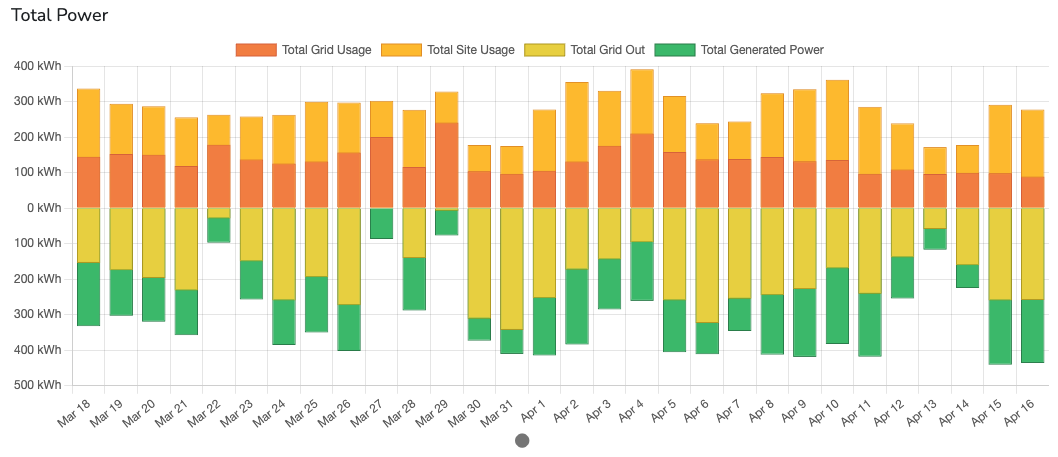 Total Power
Total Grid Usage Total Site Usage Total Grid Out Total Generated Power
400 kWh
300 kWh
200 kWh
100 kWh
0 kWh
100 kWh
200 kWh
300 kWh
400 kWh
500 kWh
Mar 18 Mar 19 Mar 20 Mar 21 Mar 22 Mar 23 Mar 24 Mar 25 Mar 26 Mar 27 Mar 28 Mar 29 Mar 30 Mar 31 Apr 1 Apr 2 Apr 3 Apr 4 Apr 5 Apr 6 Apr 7 Apr 8 Apr 9 Apr 10 Apr 11 Apr 12 Apr 13 Apr 14 Apr 15 Apr 16